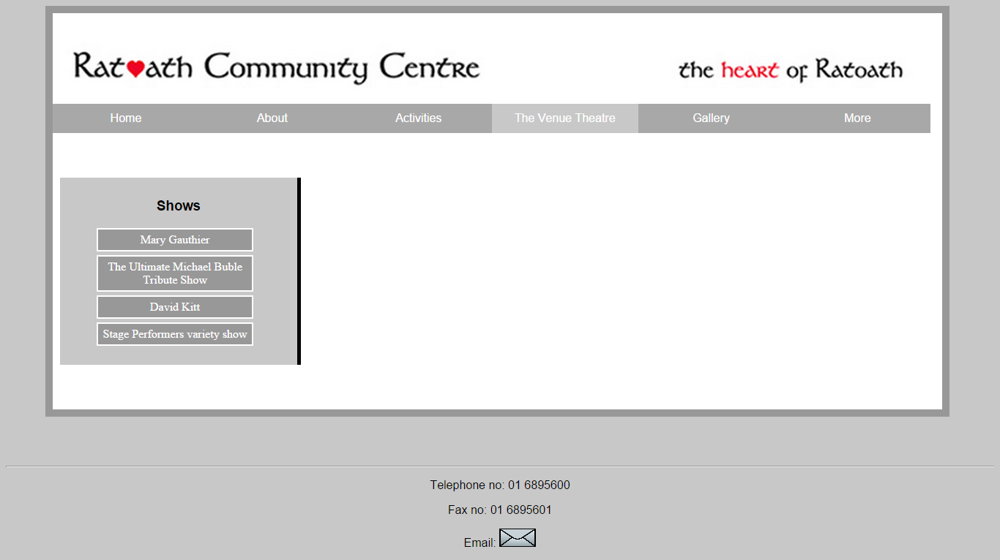 Ratoath Community Centre
the heart of Ratoath
Home About Activities The Venue Theatre Gallery More
Shows
Mary Gauthier
The Ultimate Michael Buble
Tribute Show
David Kitt
Stage Performers variety show
Telephone no: 01 6895600
Fax no: 01 6895601
Email: